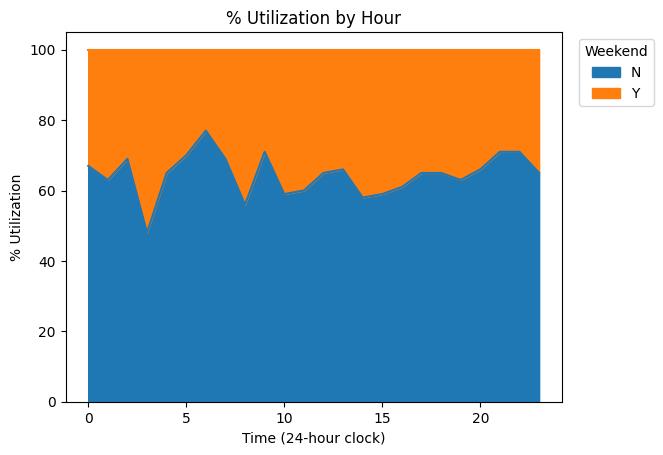 % Utilization by Hour
Weekend
N
Y
% Utilization
100
80
60
40
20
0
0 5 10 15 20
Time (24-hour clock)